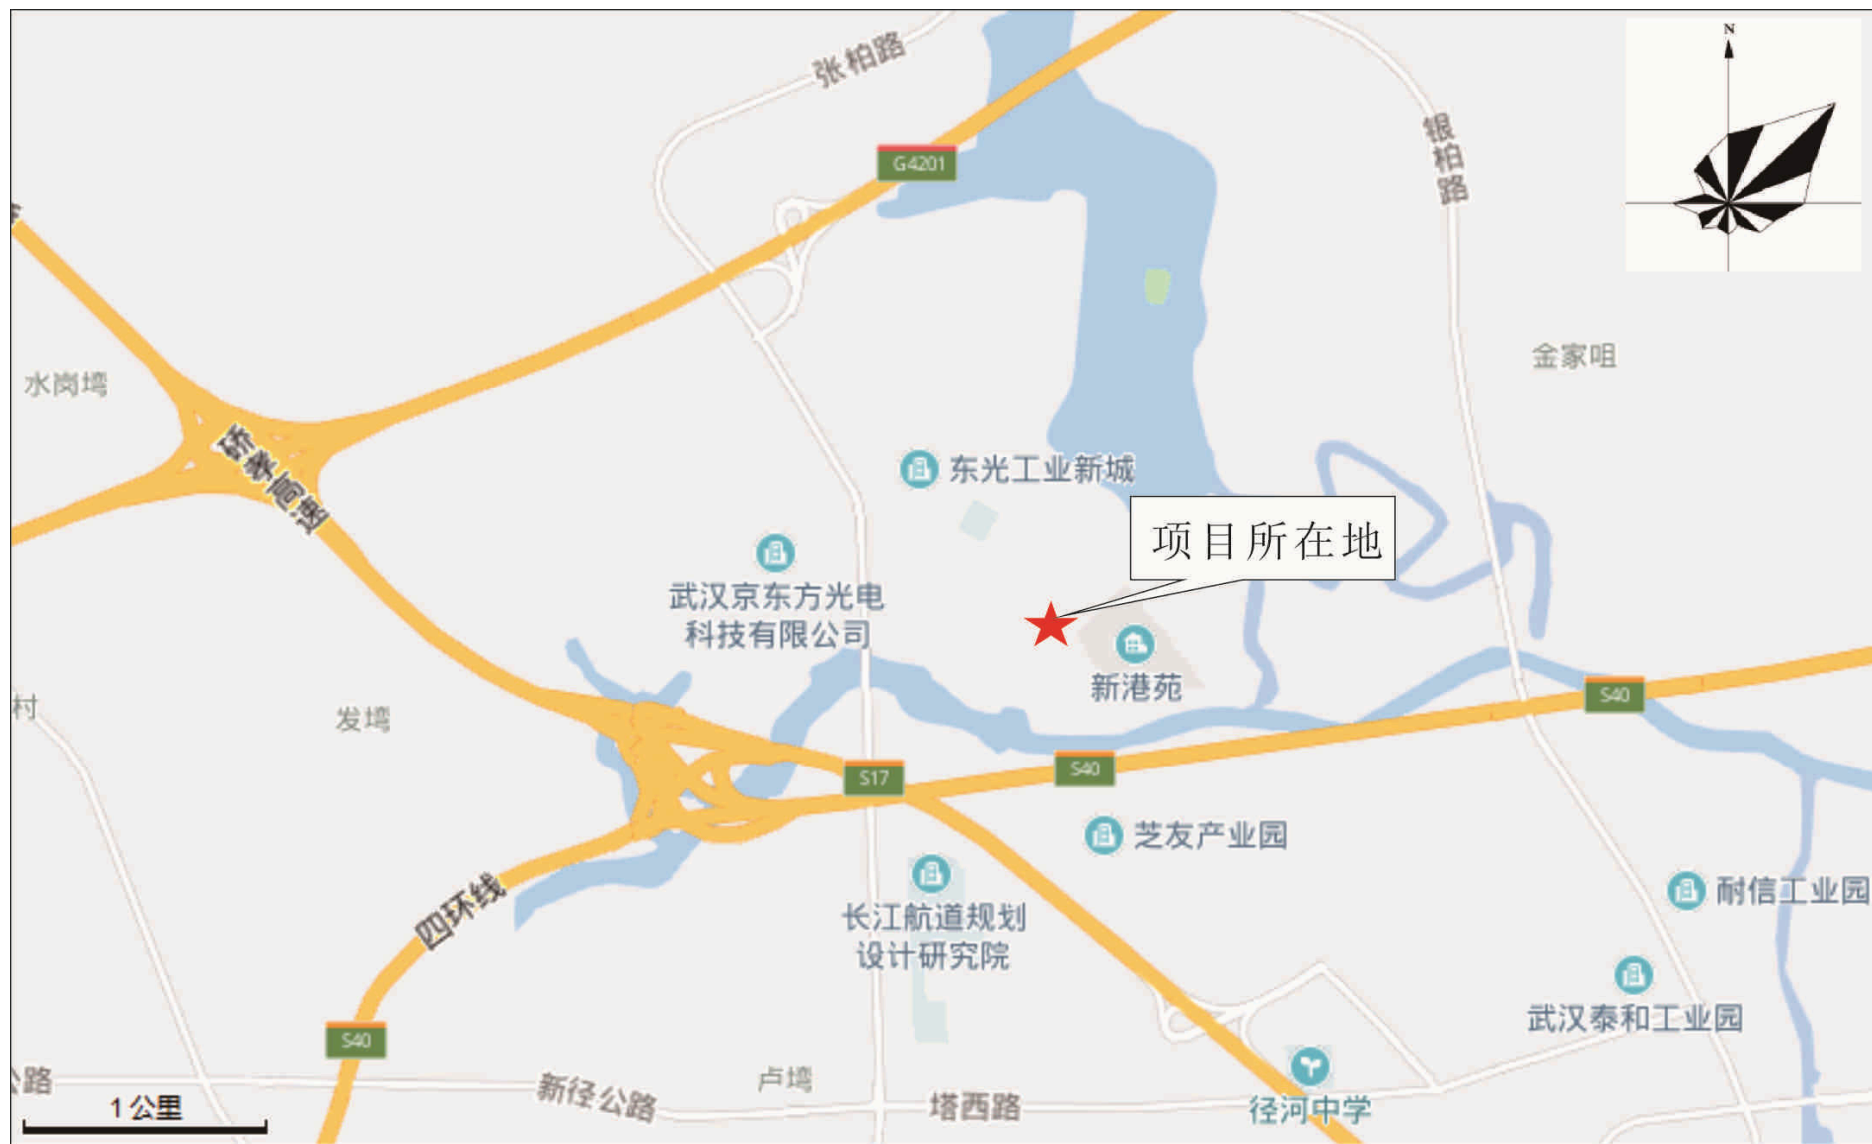 张柏路
N
G4201
银柏路
金家咀
水岗塆
硚孝高速
东光工业新城
项目所在地
武汉京东方光电
科技有限公司
新港苑
村
发塆
S40
S17
S40
芝友产业园
耐信工业园
四环线
长江航道规划
设计研究院
武汉泰和工业园
S40
公路
1 公里
新径公路
卢塆
塔西路
径河中学